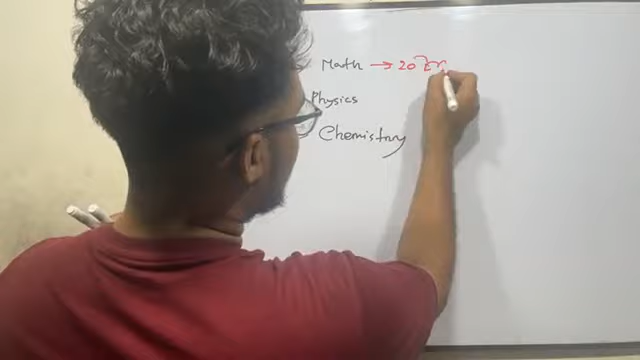 Math → 20 টা
Physics
Chemistry